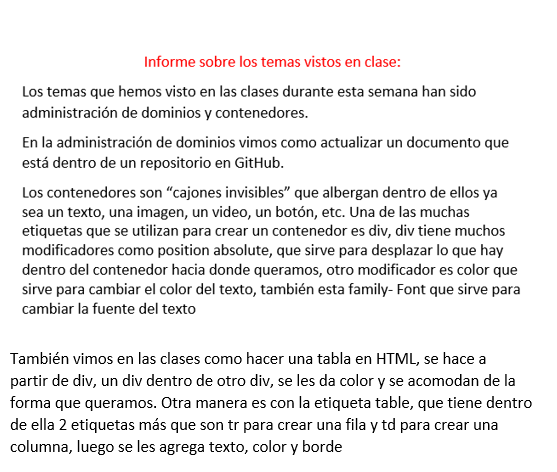 Informe sobre los temas vistos en clase:
Los temas que hemos visto en las clases durante esta semana han sido
administración de dominios y contenedores.
En la administración de dominios vimos como actualizar un documento que
está dentro de un repositorio en GitHub.
Los contenedores son “cajones invisibles” que albergan dentro de ellos ya
sea un texto, una imagen, un video, un botón, etc. Una de las muchas
etiquetas que se utilizan para crear un contenedor es div, div tiene muchos
modificadores como position absolute, que sirve para desplazar lo que hay
dentro del contenedor hacia donde queramos, otro modificador es color que
sirve para cambiar el color del texto, también esta family- Font que sirve para
cambiar la fuente del texto
También vimos en las clases como hacer una tabla en HTML, se hace a
partir de div, un div dentro de otro div, se les da color y se acomodan de la
forma que queramos. Otra manera es con la etiqueta table, que tiene dentro
de ella 2 etiquetas más que son tr para crear una fila y td para crear una
columna, luego se les agrega texto, color y borde